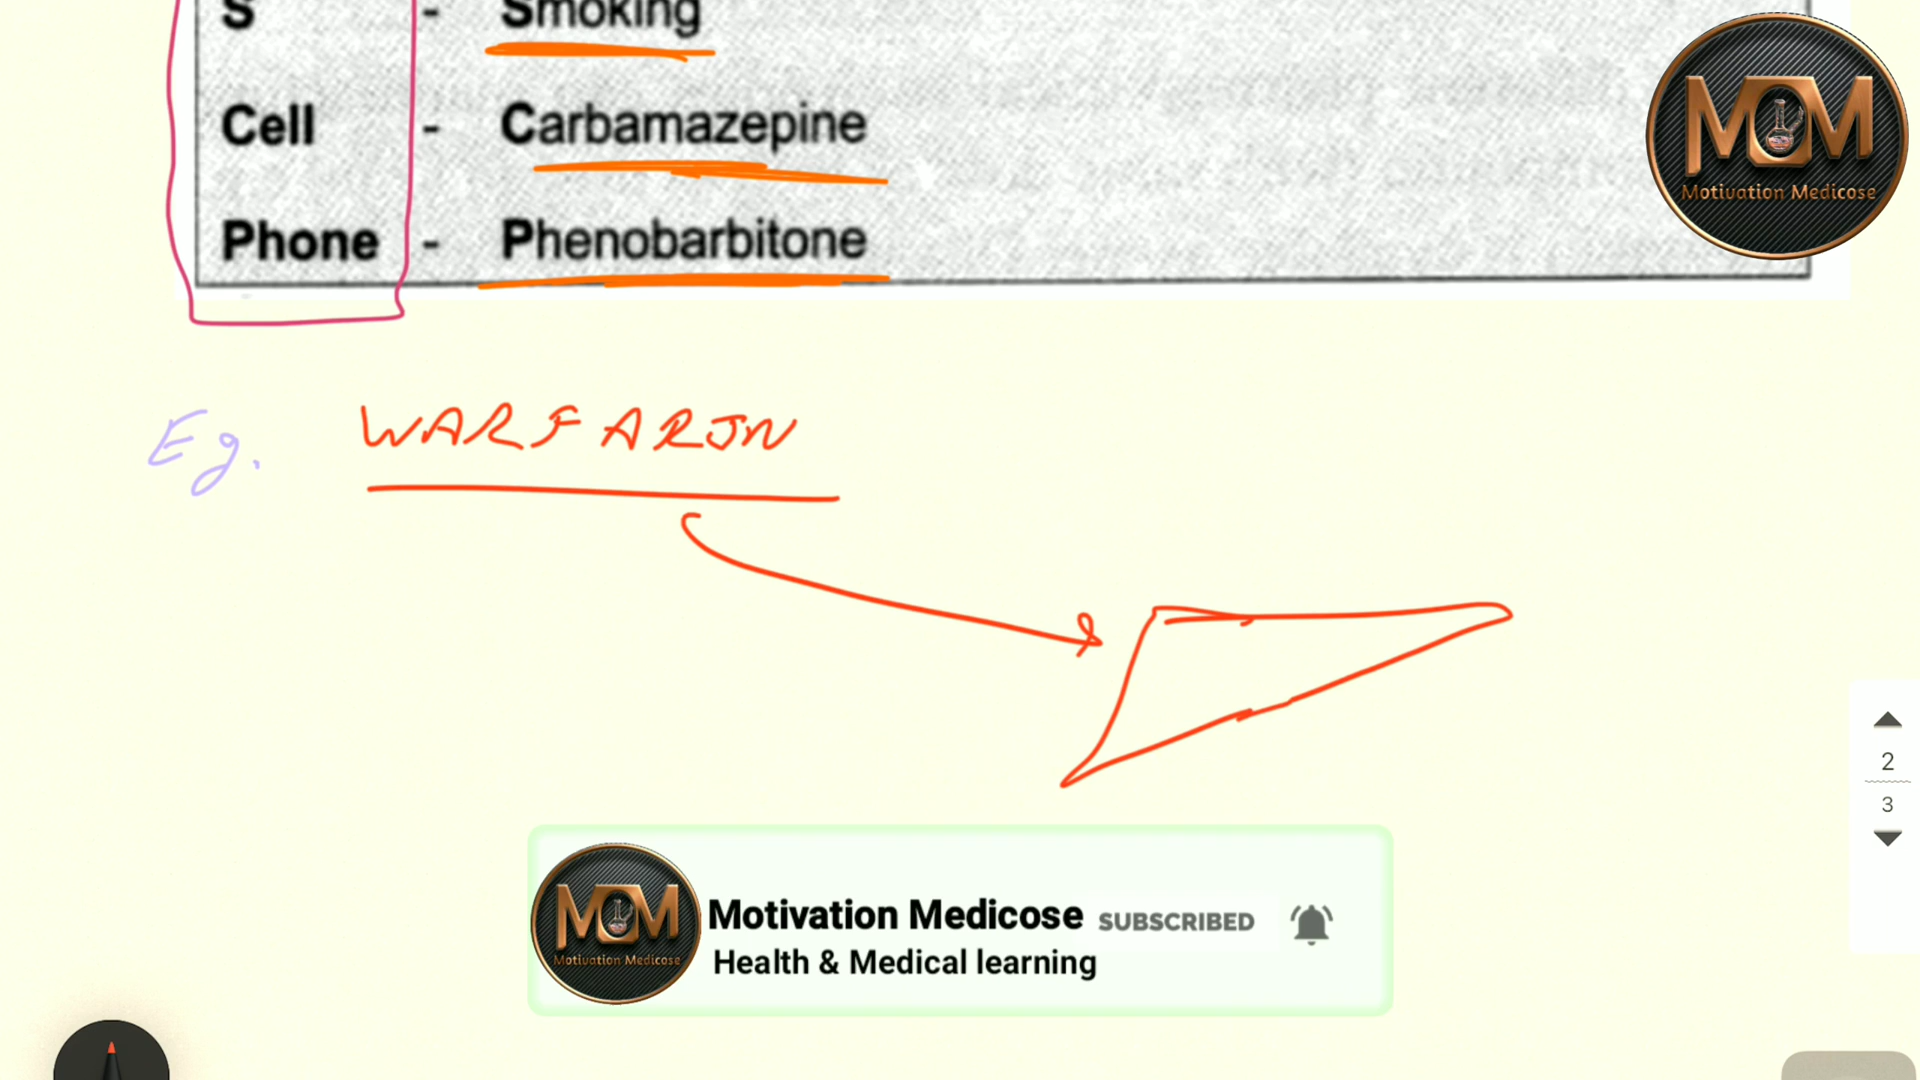 S - Smoking
Cell - Carbamazepine
Phone - Phenobarbitone
MOM
Motivation Medicose
Eg. WARFARIN
2
3
MOM
Motivation Medicose
Motivation Medicose SUBSCRIBED
Health & Medical learning